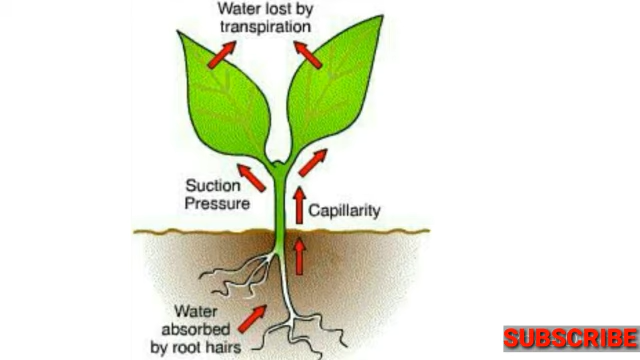 Water lost by
transpiration
Suction
Pressure
Capillarity
Water
absorbed
by root hairs
SUBSCRIBE